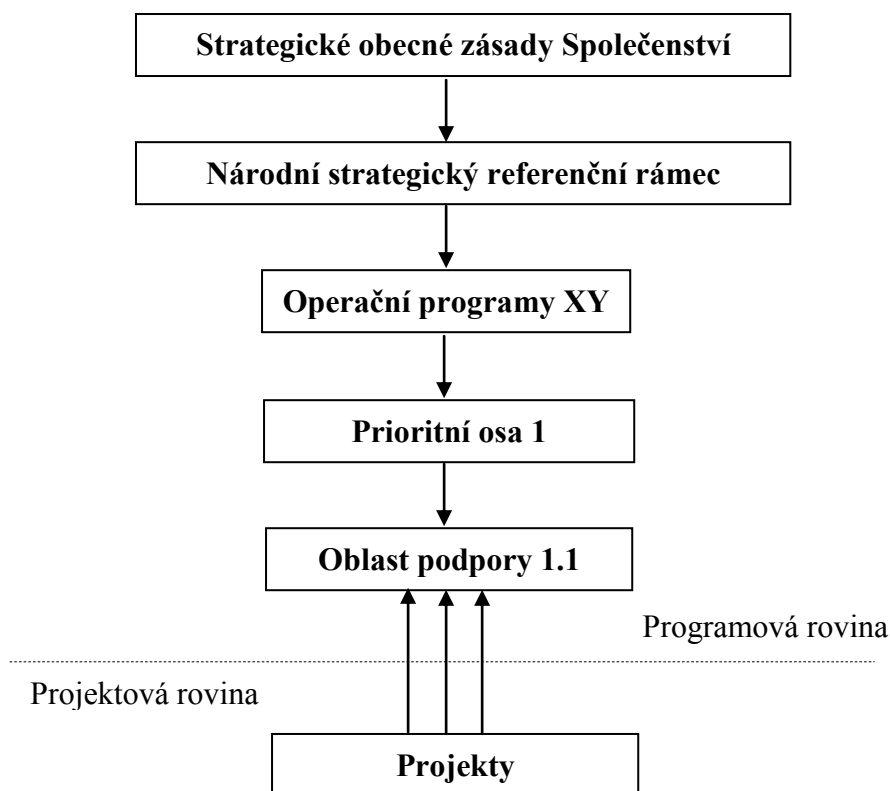 Strategické obecné zásady Společenství
Národní strategický referenční rámec
Operační programy XY
Prioritní osa 1
Oblast podpory 1.1
Programová rovina
Projektová rovina
Projekty